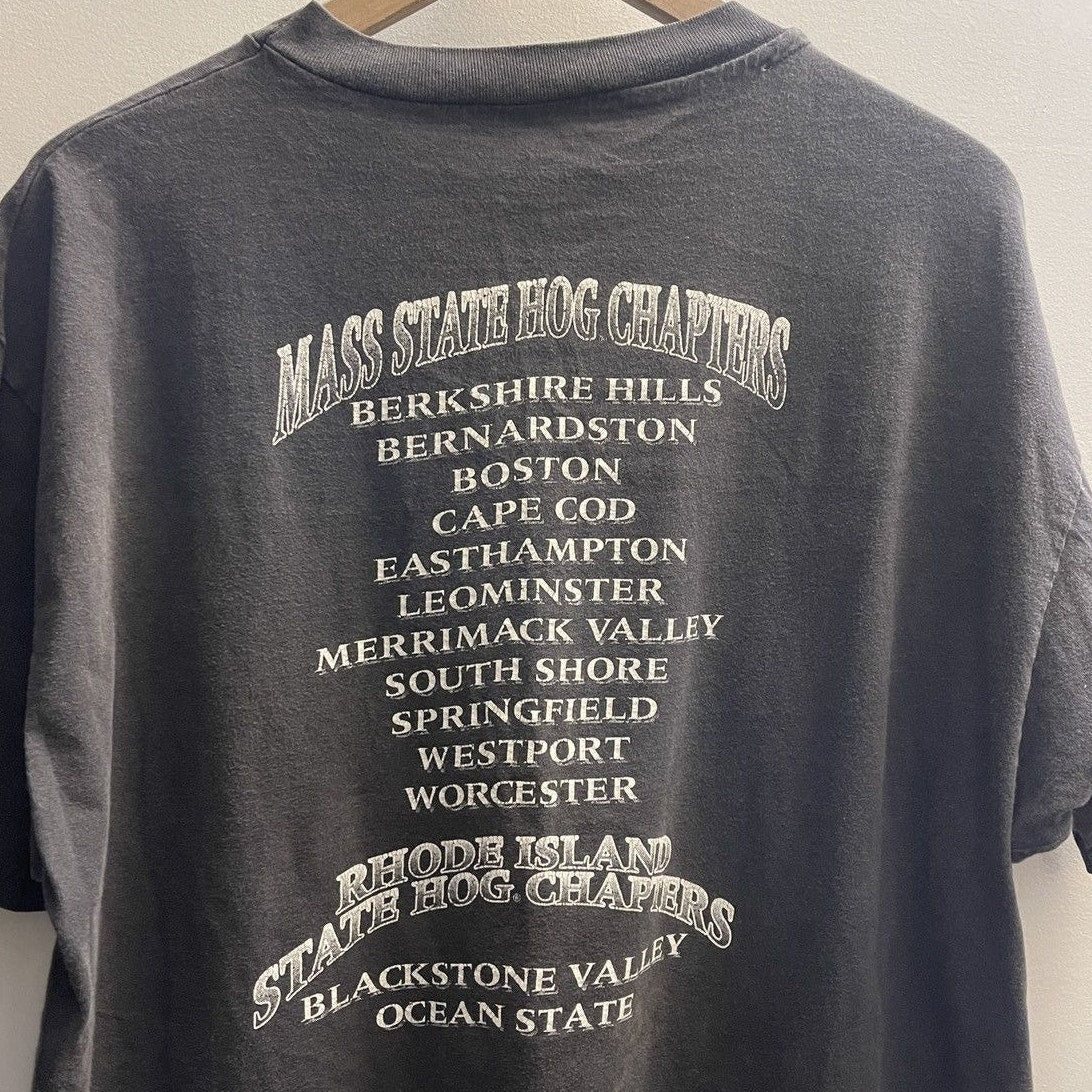 MASS STATE HOG CHAPTERS
BERKSHIRE HILLS
BERNARDSTON
BOSTON
CAPE COD
EASTHAMPTON
LEOMINSTER
MERRIMACK VALLEY
SOUTH SHORE
SPRINGFIELD
WESTPORT
WORCESTER
RHODE ISLAND
STATE HOG® CHAPTERS
BLACKSTONE VALLEY
OCEAN STATE